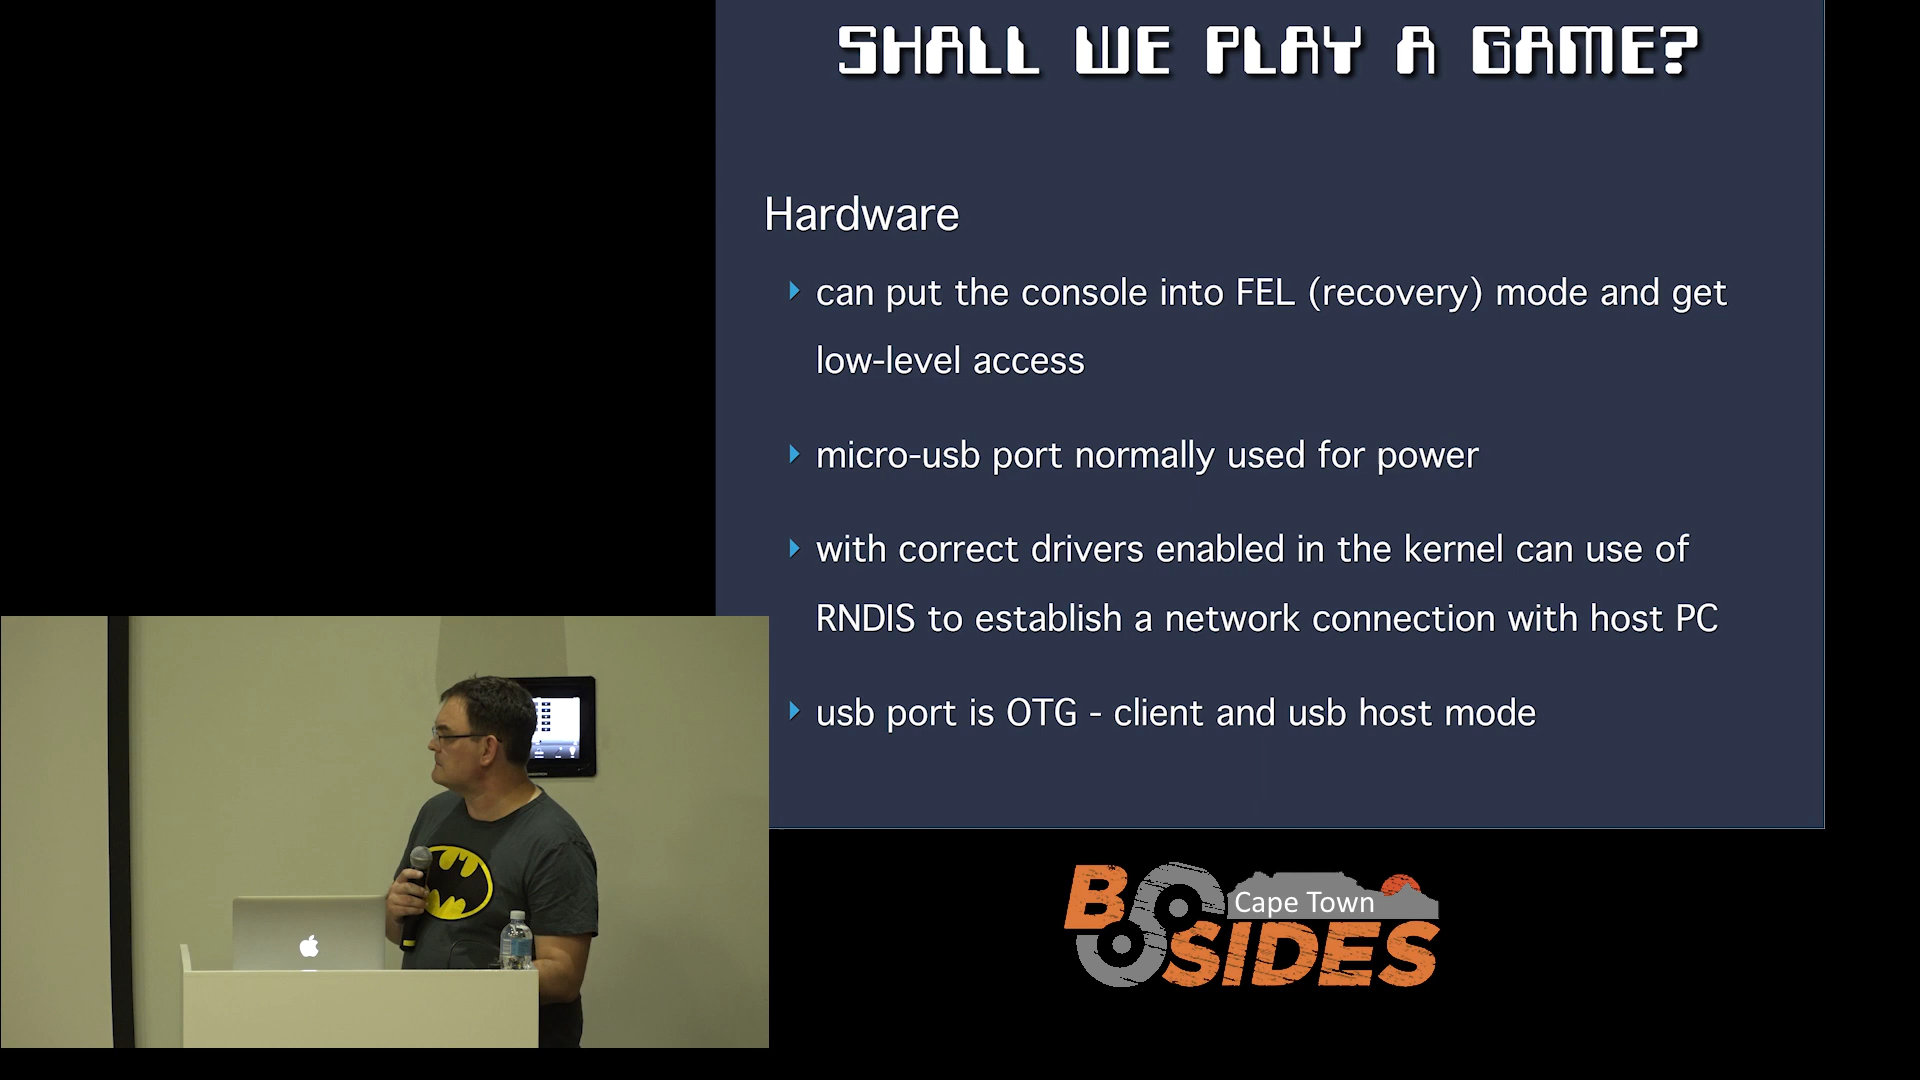 SHALL WE PLAY A GAME?
Hardware
can put the console into FEL (recovery) mode and get
low-level access
micro-usb port normally used for power
with correct drivers enabled in the kernel can use of
RNDIS to establish a network connection with host PC
usb port is OTG - client and usb host mode
Cape Town
BSIDES